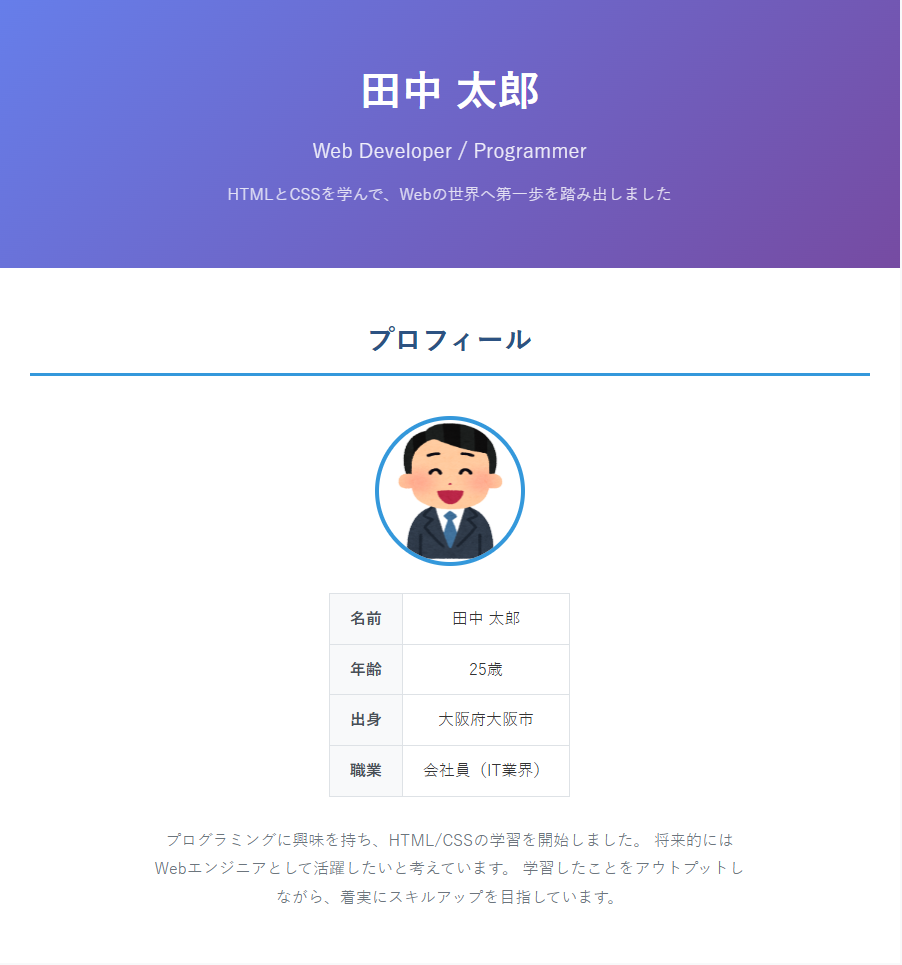 田中 太郎
Web Developer / Programmer
HTMLとCSSを学んで、Webの世界へ第一歩を踏み出しました
プロフィール
名前 田中 太郎
年齢 25歳
出身 大阪府大阪市
職業 会社員（IT業界）
プログラミングに興味を持ち、HTML/CSSの学習を開始しました。 将来的には
Webエンジニアとして活躍したいと考えています。 学習したことをアウトプットし
ながら、着実にスキルアップを目指しています。